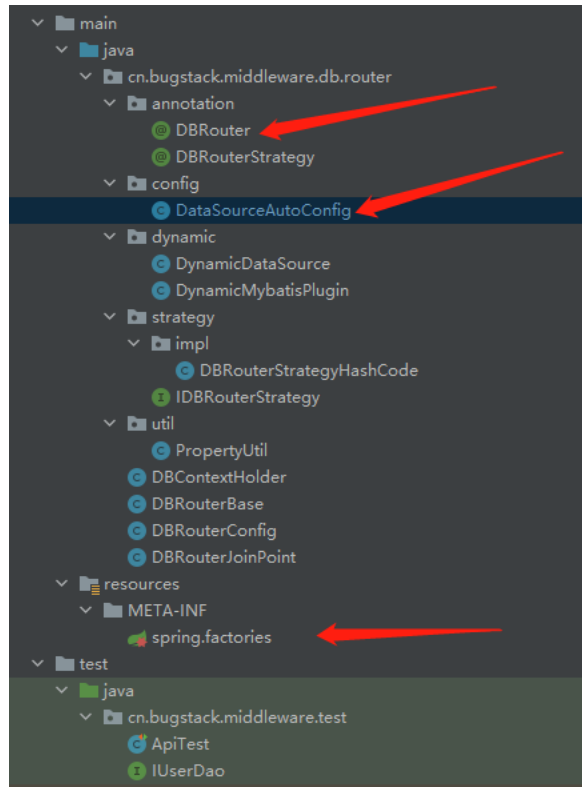 main
java
cn.bugstack.middleware.db.router
annotation
DBRouter
DBRouterStrategy
config
DataSourceAutoConfig
dynamic
DynamicDataSource
DynamicMybatisPlugin
strategy
impl
DBRouterStrategyHashCode
IDBRouterStrategy
util
PropertyUtil
DBContextHolder
DBRouterBase
DBRouterConfig
DBRouterJoinPoint
resources
META-INF
spring.factories
test
java
cn.bugstack.middleware.test
ApiTest
IUserDao